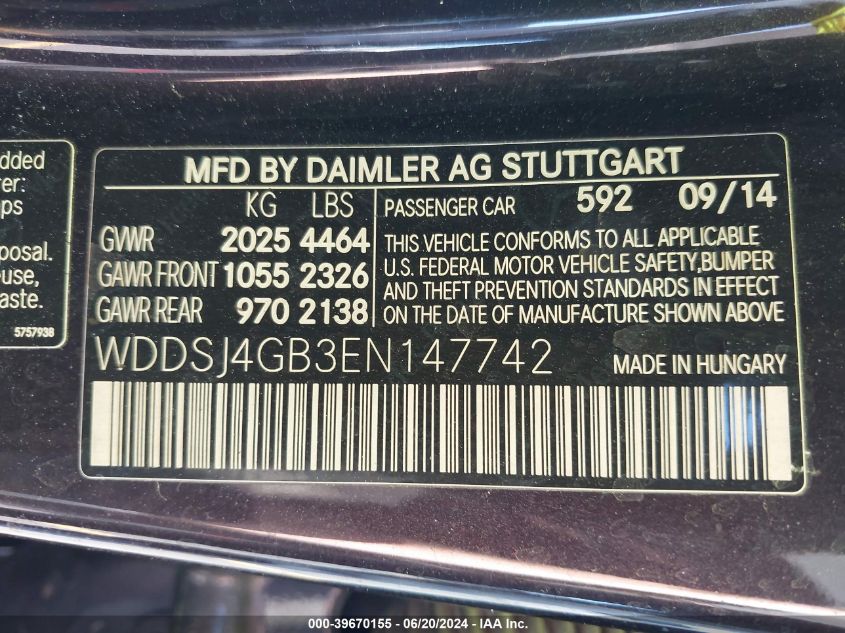 dded
rer:
ps
posal.
euse,
aste.
5757938
MFD BY DAIMLER AG STUTTGART
KG LBS
GVWR 2025 4464
GAWR FRONT 1055 2326
GAWR REAR 970 2138
PASSENGER CAR 592 09/14
THIS VEHICLE CONFORMS TO ALL APPLICABLE
U.S. FEDERAL MOTOR VEHICLE SAFETY,BUMPER
AND THEFT PREVENTION STANDARDS IN EFFECT
ON THE DATE OF MANUFACTURE SHOWN ABOVE
WDDSJ4GB3EN147742 MADE IN HUNGARY
000-39670155 - 06/20/2024 - IAA Inc.